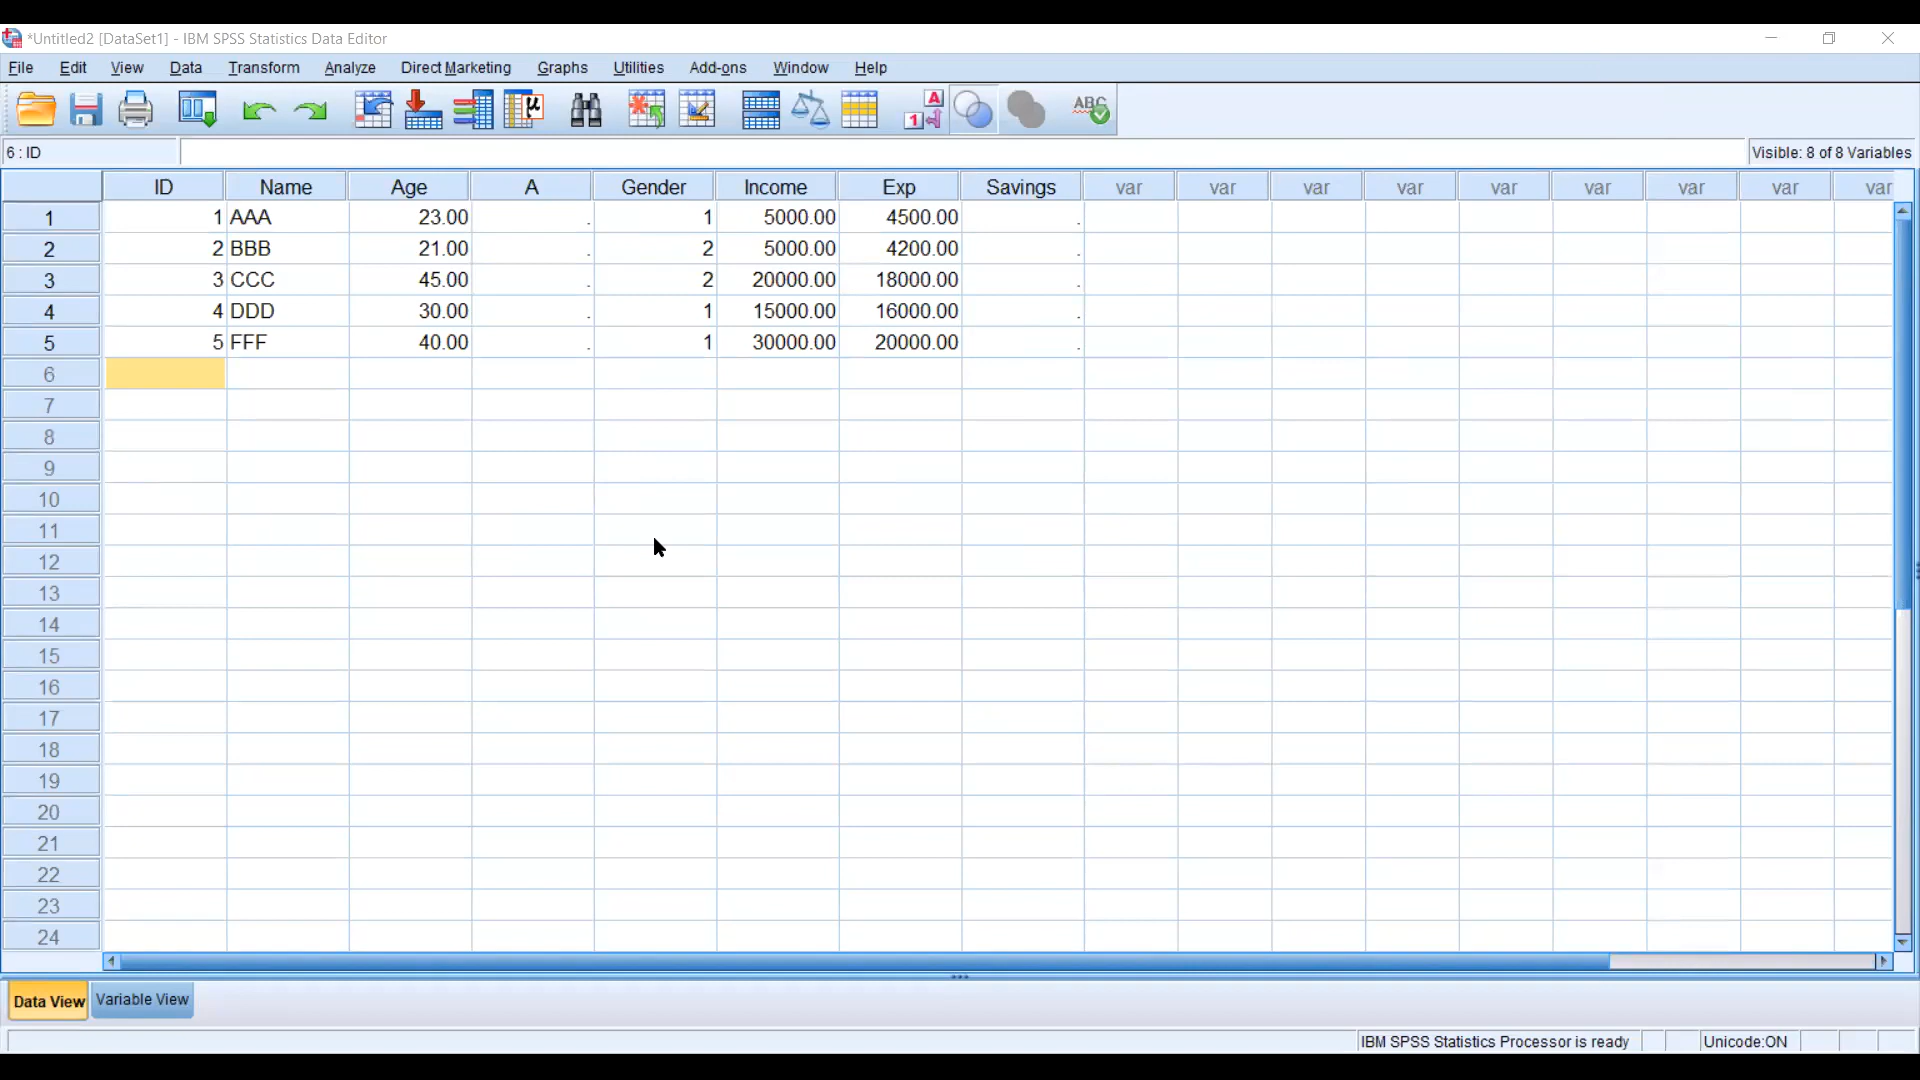 *Untitled2 [DataSet1] - IBM SPSS Statistics Data Editor
File Edit View Data Transform Analyze Direct Marketing Graphs Utilities Add-ons Window Help
6 : ID Visible: 8 of 8 Variables
ID Name Age A Gender Income Exp Savings var var var var var var var var var
1 1 AAA 23.00 . 1 5000.00 4500.00 .
2 2 BBB 21.00 . 2 5000.00 4200.00 .
3 3 CCC 45.00 . 2 20000.00 18000.00 .
4 4 DDD 30.00 . 1 15000.00 16000.00 .
5 5 FFF 40.00 . 1 30000.00 20000.00 .
6
7
8
9
10
11
12
13
14
15
16
17
18
19
20
21
22
23
24
Data View Variable View
IBM SPSS Statistics Processor is ready Unicode:ON